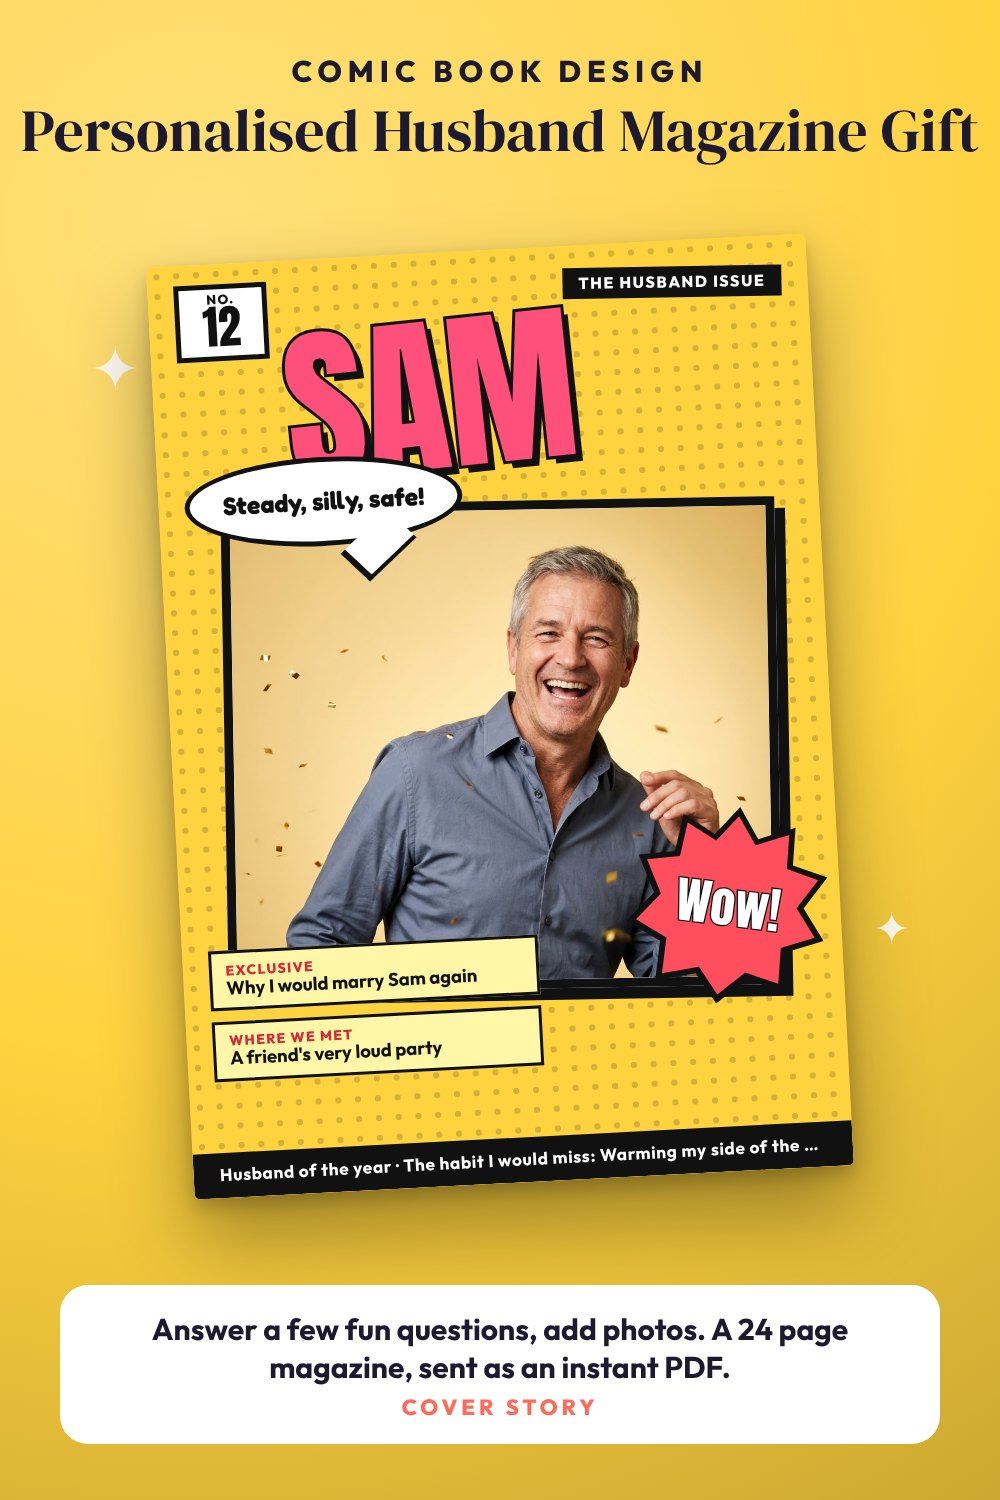 COMIC BOOK DESIGN
Personalised Husband Magazine Gift
NO.
12
THE HUSBAND ISSUE
SAM
Steady, silly, safe!
Wow!
EXCLUSIVE
Why I would marry Sam again
WHERE WE MET
A friend's very loud party
Husband of the year · The habit I would miss: Warming my side of the ...
Answer a few fun questions, add photos. A 24 page
magazine, sent as an instant PDF.
COVER STORY